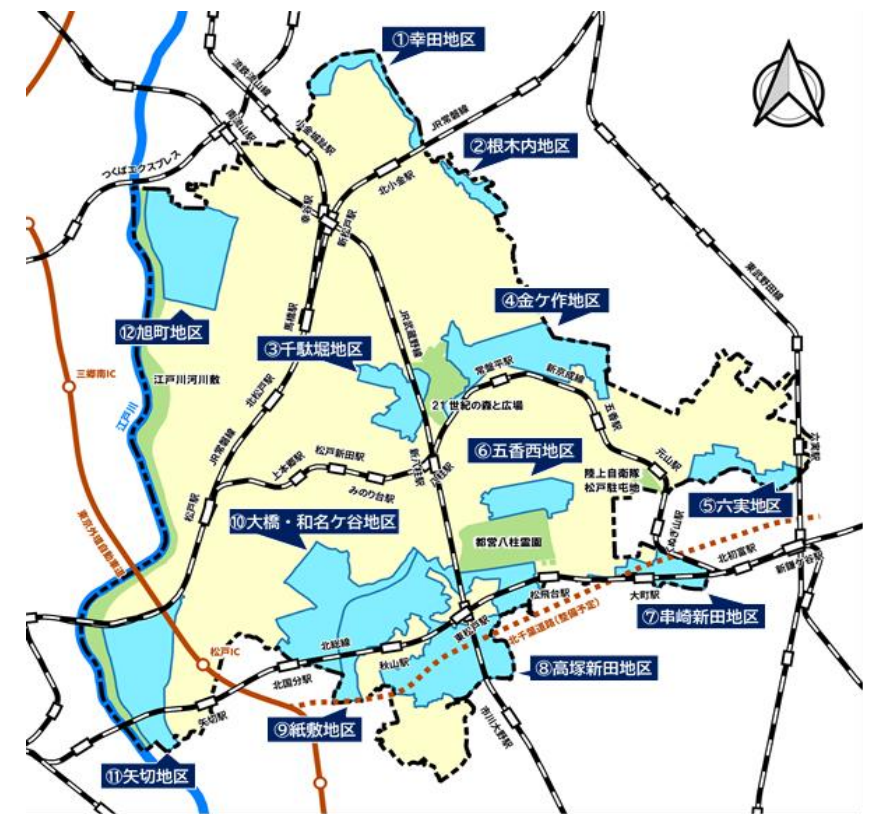 ①幸田地区
流鉄流山線
JR常磐線
南流山駅
小金城趾駅
②根木内地区
つくばエクスプレス
北小金駅
幸谷駅
新松戸駅
東武野田線
④金ケ作地区
馬橋駅
JR武蔵野線
⑫旭町地区
③千駄堀地区
三郷南IC
江戸川河川敷
常盤平駅
新京成線
江戸川
北松戸駅
21世紀の森と広場
五香駅
JR常磐線
上本郷駅
松戸新田駅
みのり台駅
新八柱駅
八柱駅
⑥五香西地区
元山駅
六実駅
陸上自衛隊
松戸駐屯地
⑤六実地区
松戸駅
⑩大橋・和名ケ谷地区
都営八柱霊園
くぬぎ山駅
東京外環自動車道
北初富駅
新鎌ケ谷駅
松飛台駅
大町駅
⑦串崎新田地区
東松戸駅
北千葉道路(整備予定)
北総線
松戸IC
秋山駅
北国分駅
⑧高塚新田地区
矢切駅
⑨紙敷地区
市川大野駅
⑪矢切地区